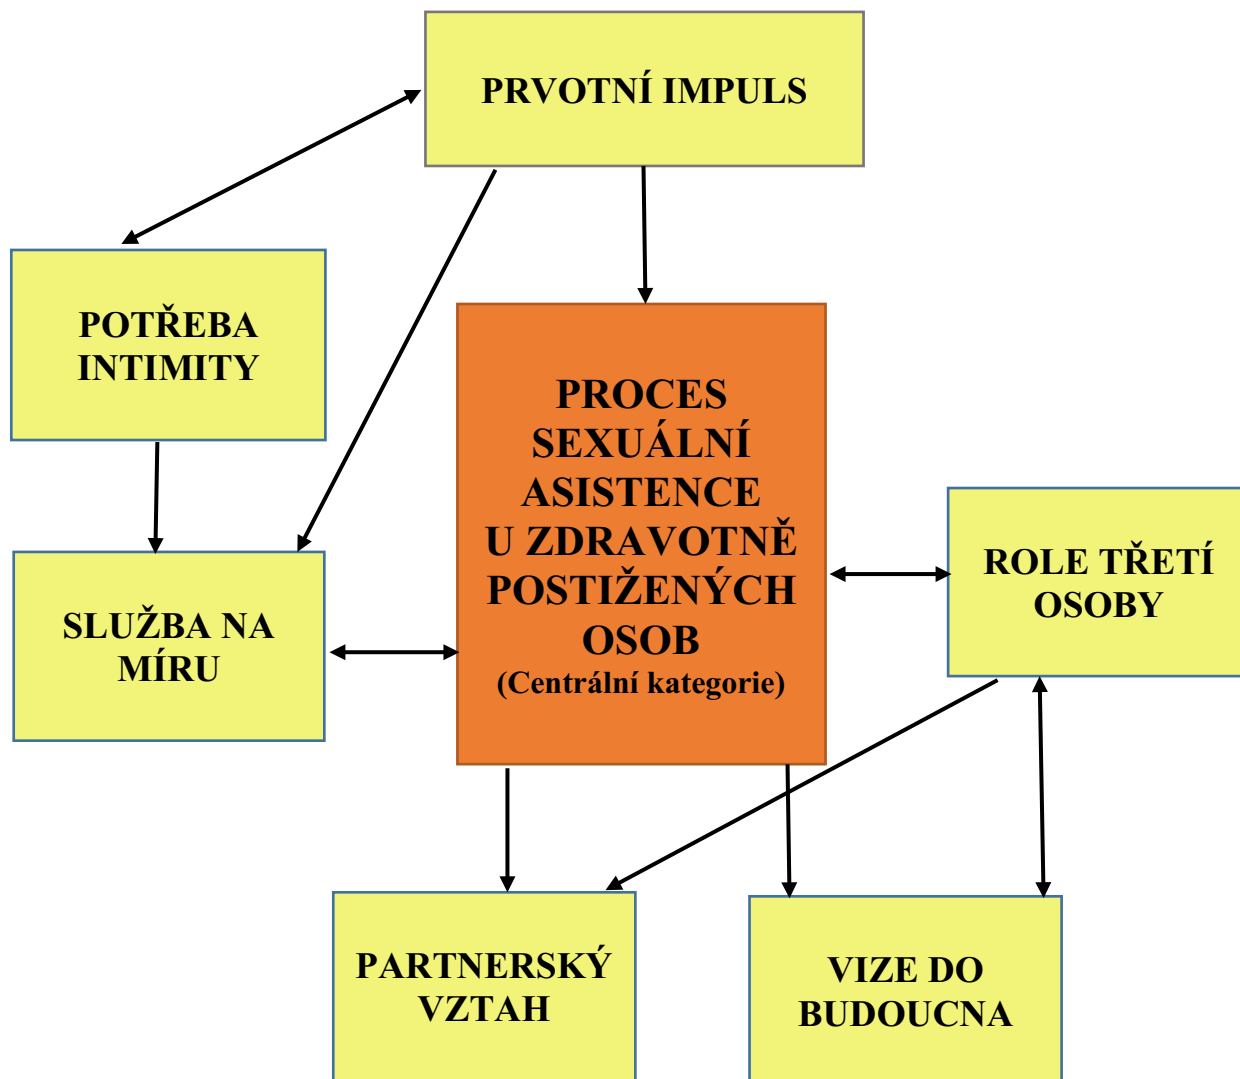 PRVOTNÍ IMPULS
POTŘEBA
INTIMITY
PROCES
SEXUÁLNÍ
ASISTENCE
U ZDRAVOTNĚ
POSTIŽENÝCH
OSOB
(Centrální kategorie)
ROLE TŘETÍ
OSOBY
SLUŽBA NA
MÍRU
PARTNERSKÝ
VZTAH
VIZE DO
BUDOUCNA